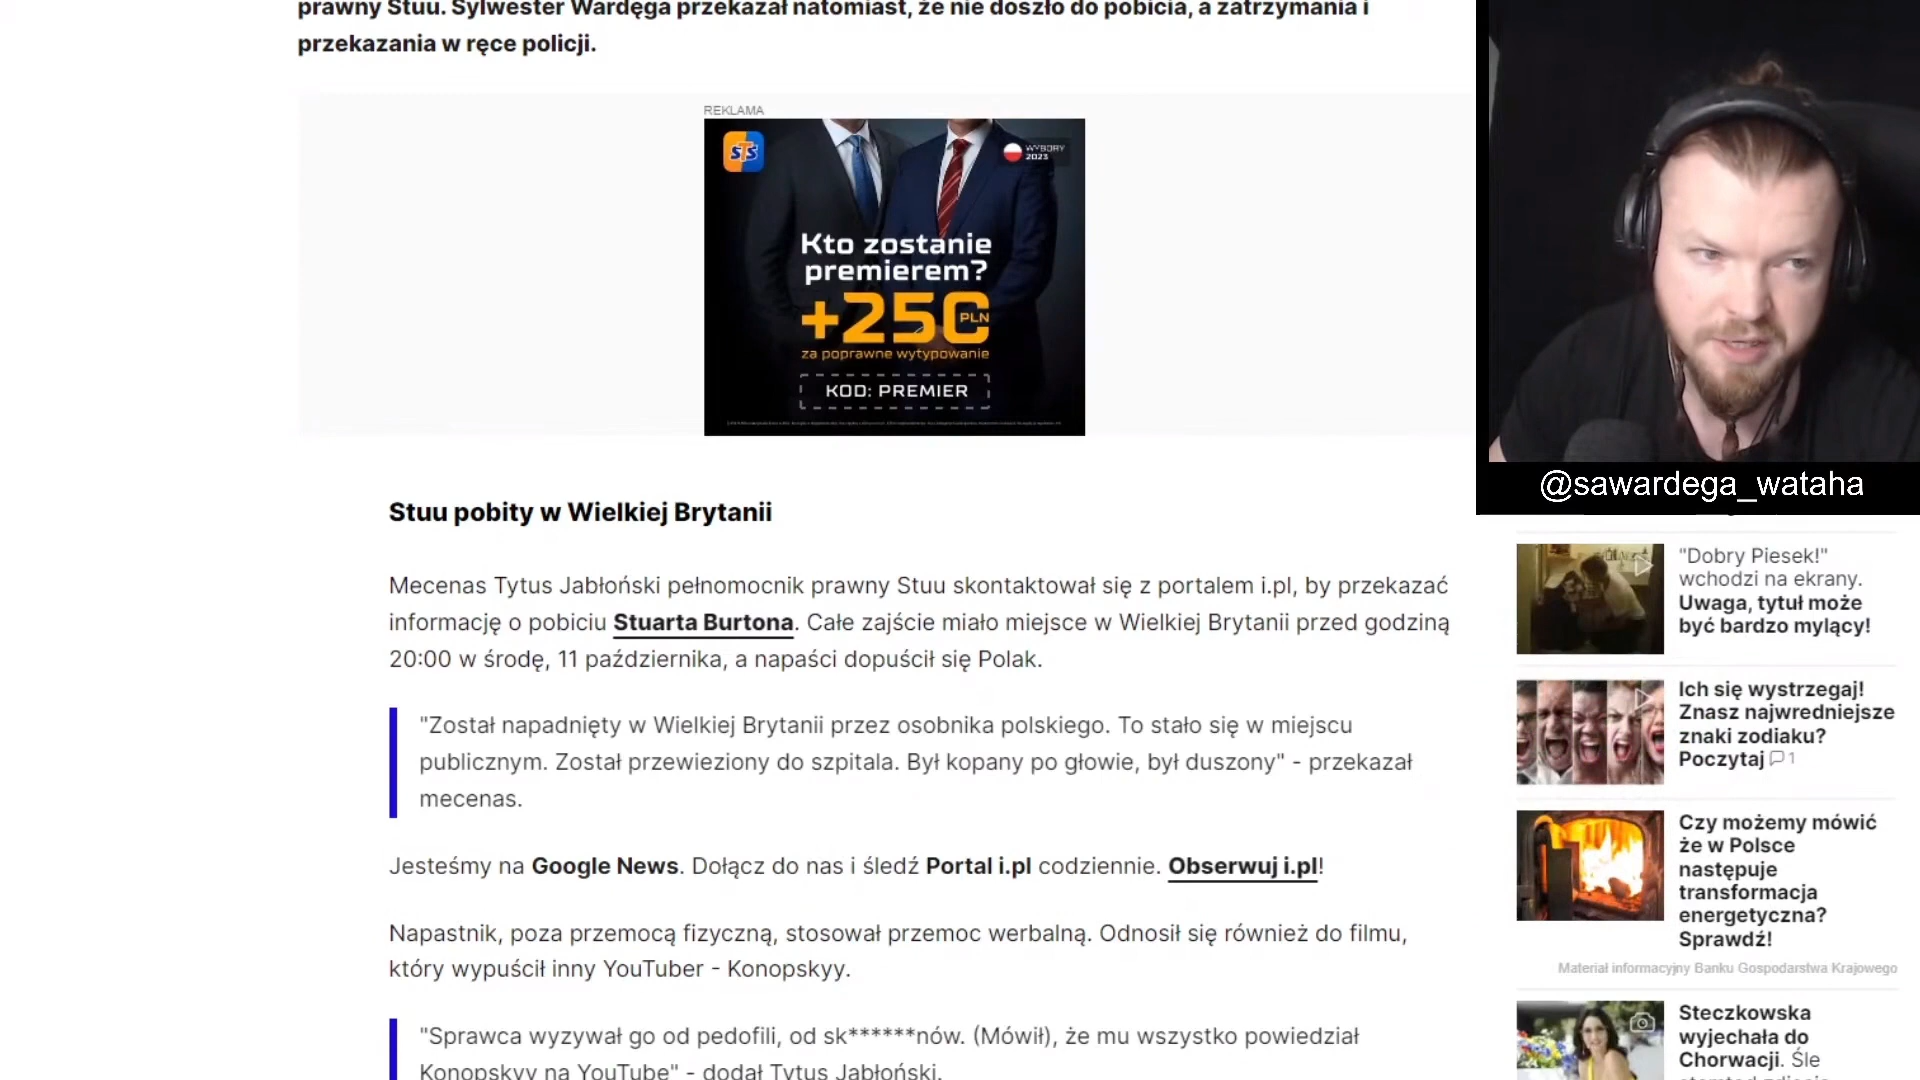 prawny Stuu. Sylwester Wardęga przekazał natomiast, że nie doszło do pobicia, a zatrzymania i
przekazania w ręce policji.
REKLAMA
STS
WYBORY
2023
Kto zostanie
premierem?
+250
PLN
za poprawne wytypowanie
KOD: PREMIER
@sawardega_wataha
Stuu pobity w Wielkiej Brytanii
Mecenas Tytus Jabłoński pełnomocnik prawny Stuu skontaktował się z portalem i.pl, by przekazać
informację o pobiciu Stuarta Burtona. Całe zajście miało miejsce w Wielkiej Brytanii przed godziną
20:00 w środę, 11 października, a napaści dopuścił się Polak.
"Został napadnięty w Wielkiej Brytanii przez osobnika polskiego. To stało się w miejscu
publicznym. Został przewieziony do szpitala. Był kopany po głowie, był duszony" - przekazał
mecenas.
Jesteśmy na Google News. Dołącz do nas i śledź Portal i.pl codziennie. Obserwuj i.pl!
Napastnik, poza przemocą fizyczną, stosował przemoc werbalną. Odnosił się również do filmu,
który wypuścił inny YouTuber - Konopskyy.
"Sprawca wyzywał go od pedofili, od sk******nów. (Mówił), że mu wszystko powiedział
Konopskyy na YouTube" - dodał Tytus Jabłoński.
"Dobry Piesek!"
wchodzi na ekrany.
Uwaga, tytuł może
być bardzo mylący!
Ich się wystrzegaj!
Znasz najwredniejsze
znaki zodiaku?
Poczytaj 1
Czy możemy mówić
że w Polsce
następuje
transformacja
energetyczna?
Sprawdź!
Materiał informacyjny Banku Gospodarstwa Krajowego
Steczkowska
wyjechała do
Chorwacji. Śle